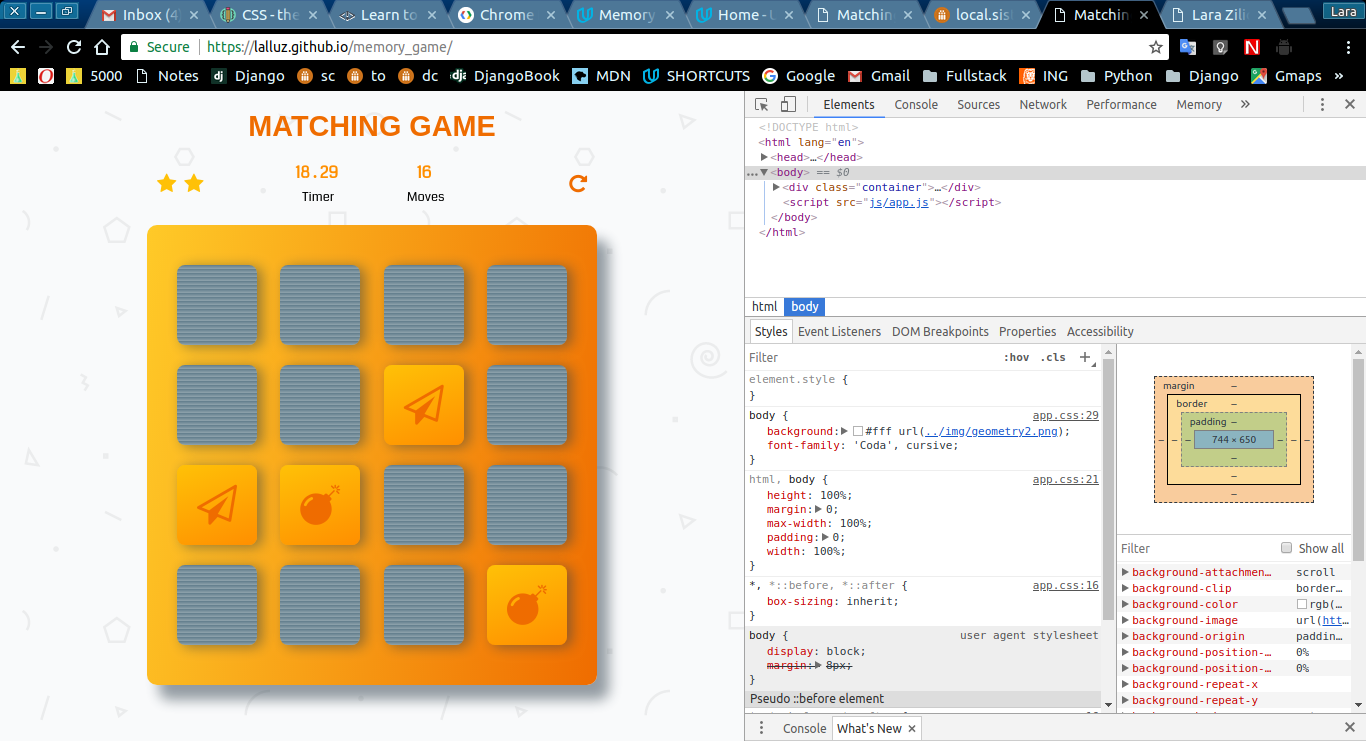 Inbox (4
CSS - the
Learn to
Chrome
Memory
Home - U
Matchin
local.sis
Matchin
Lara Zili
Lara
Secure
https://lalluz.github.io/memory_game/
5000
Notes
Django
sc
to
dc
DjangoBook
MDN
SHORTCUTS
Google
Gmail
Fullstack
ING
Python
Django
Gmaps
»
MATCHING GAME
18.29
16
Timer
Moves
Elements Console Sources Network Performance Memory »
<!DOCTYPE html>
<html lang="en">
▶<head>…</head>
…▼<body> == $0
▶<div class="container">…</div>
<script src="js/app.js"></script>
</body>
</html>
html body
Styles Event Listeners DOM Breakpoints Properties Accessibility
Filter :hov .cls +
element.style {
}
body { app.css:29
background:▶ #fff url(../img/geometry2.png);
font-family: 'Coda', cursive;
}
html, body { app.css:21
height: 100%;
margin:▶ 0;
max-width: 100%;
padding:▶ 0;
width: 100%;
}
*, *::before, *::after { app.css:16
box-sizing: inherit;
}
body { user agent stylesheet
display: block;
margin:▶ 8px;
}
Pseudo ::before element
margin –
border –
padding –
– – – 744 × 650 – – –
–
–
–
Filter Show all
▶ background-attachmen… scroll
▶ background-clip border…
▶ background-color rgb(…
▶ background-image url(htt…
▶ background-origin paddin…
▶ background-position-… 0%
▶ background-position-… 0%
▶ background-repeat-x
▶ background-repeat-y
Console What's New ×